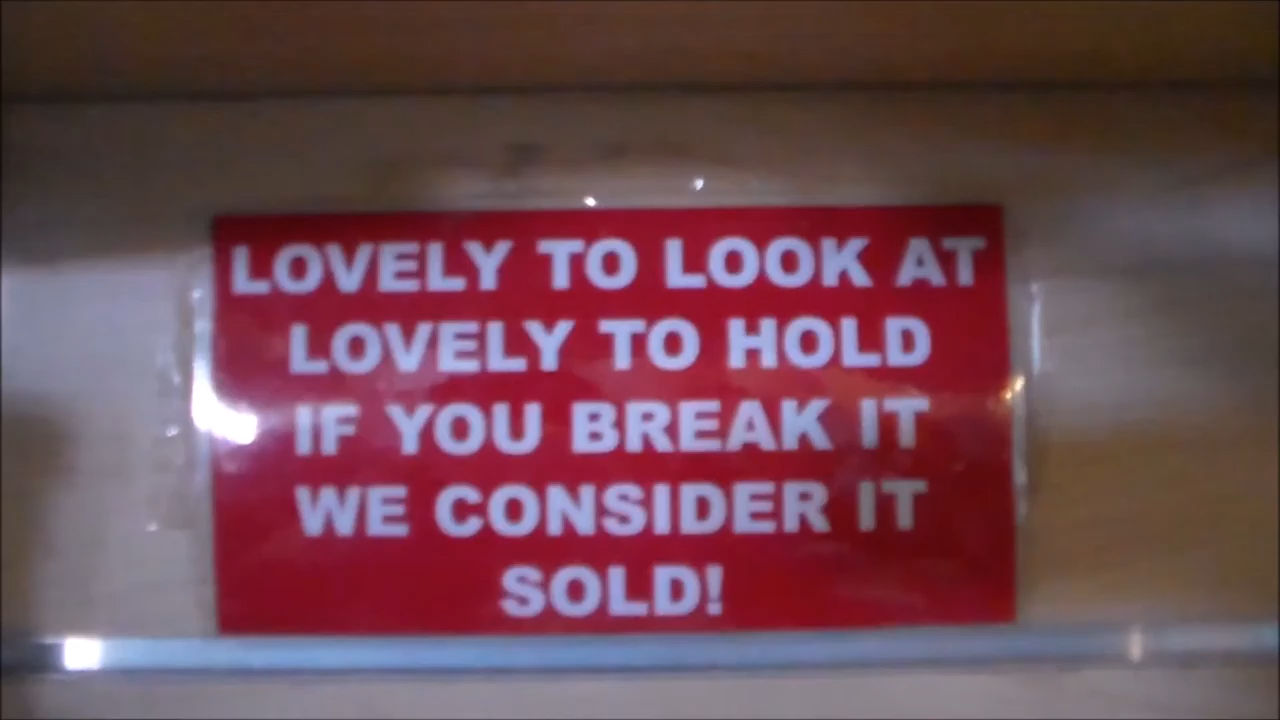 LOVELY TO LOOK AT
LOVELY TO HOLD
IF YOU BREAK IT
WE CONSIDER IT
SOLD!